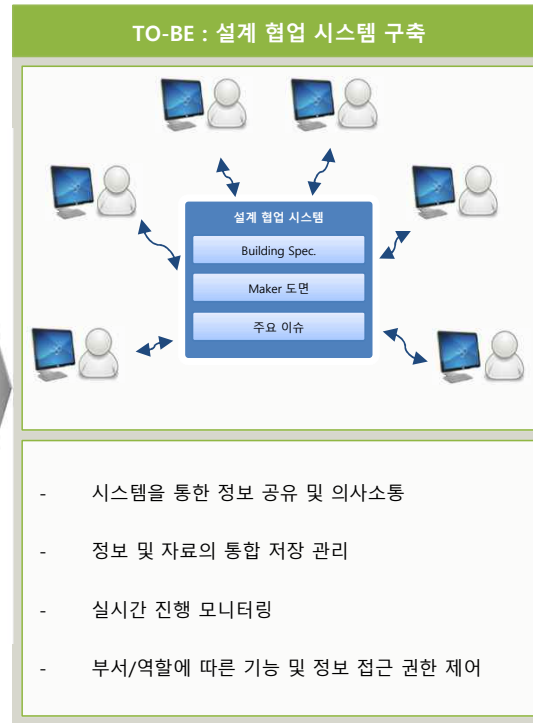 TO-BE : 설계 협업 시스템 구축
설계 협업 시스템
Building Spec.
Maker 도면
주요 이슈
- 시스템을 통한 정보 공유 및 의사소통
- 정보 및 자료의 통합 저장 관리
- 실시간 진행 모니터링
- 부서/역할에 따른 기능 및 정보 접근 권한 제어